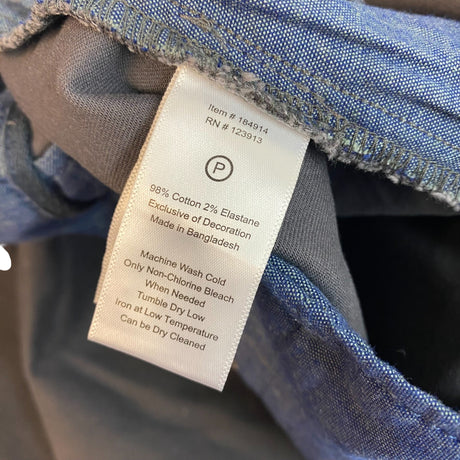 Item # 184914
RN # 123913
P
98% Cotton 2% Elastane
Exclusive of Decoration
Made in Bangladesh
Machine Wash Cold
Only Non-Chlorine Bleach
When Needed
Tumble Dry Low
Iron at Low Temperature
Can be Dry Cleaned